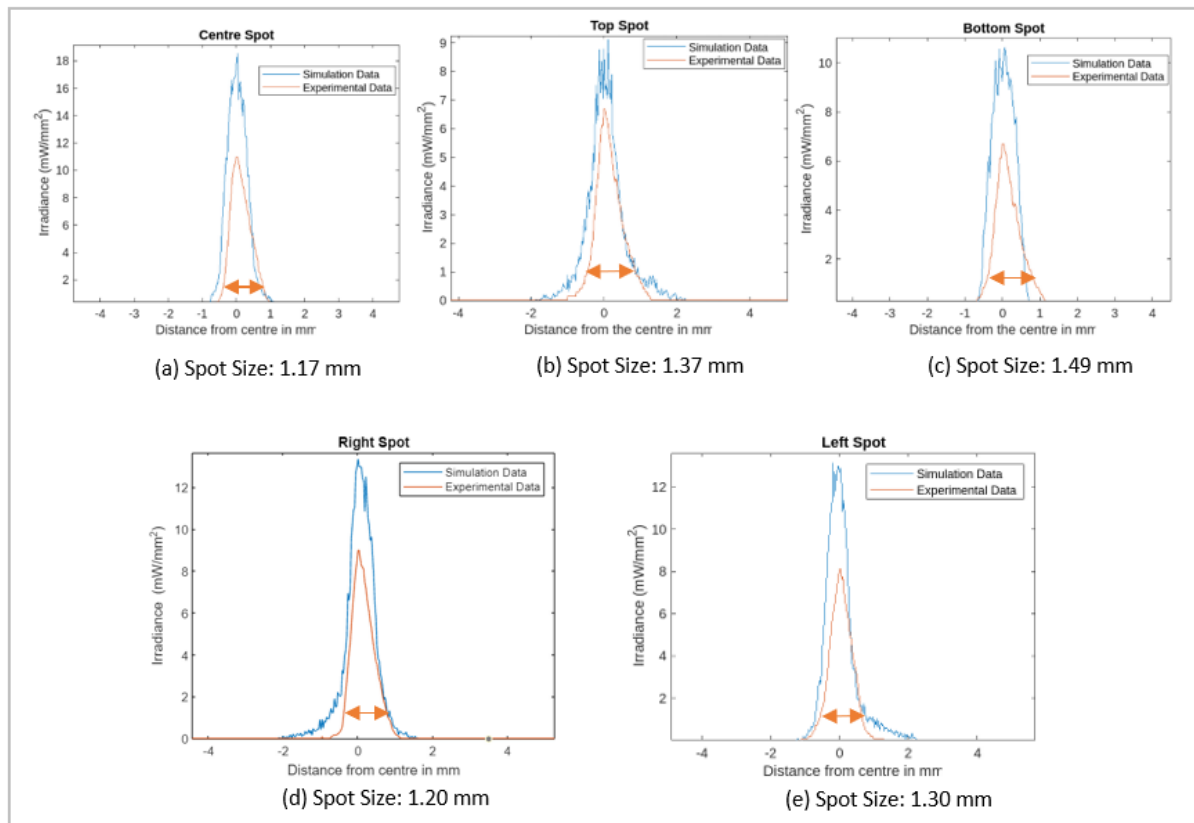 Centre Spot
18
16
14
12
10
8
6
4
2
Irradiance (mW/mm²)
Simulation Data
Experimental Data
-4 -3 -2 -1 0 1 2 3 4
Distance from centre in mm
(a) Spot Size: 1.17 mm
Top Spot
9
8
7
6
5
4
3
2
1
0
Irradiance (mW/mm²)
Simulation Data
Experimental Data
-4 -2 0 2 4
Distance from the centre in mm
(b) Spot Size: 1.37 mm
Bottom Spot
10
8
6
4
2
Irradiance (mW/mm²)
Simulation Data
Experimental Data
-4 -3 -2 -1 0 1 2 3 4
Distance from the centre in mm
(c) Spot Size: 1.49 mm
Right Spot
12
10
8
6
4
2
0
Irradiance (mW/mm²)
Simulation Data
Experimental Data
-4 -2 0 2 4
Distance from centre in mm
(d) Spot Size: 1.20 mm
Left Spot
12
10
8
6
4
2
Irradiance (mW/mm²)
Simulation Data
Experimental Data
-4 -2 0 2 4
Distance from centre in mm
(e) Spot Size: 1.30 mm